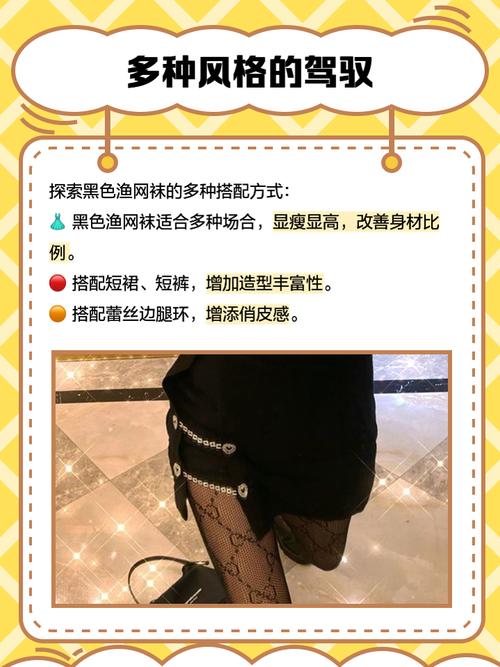 多种风格的驾驭
探索黑色渔网袜的多种搭配方式：
👗 黑色渔网袜适合多种场合，显瘦显高，改善身材比
例。
🔴 搭配短裙、短裤，增加造型丰富性。
🟠 搭配蕾丝边腿环，增添俏皮感。